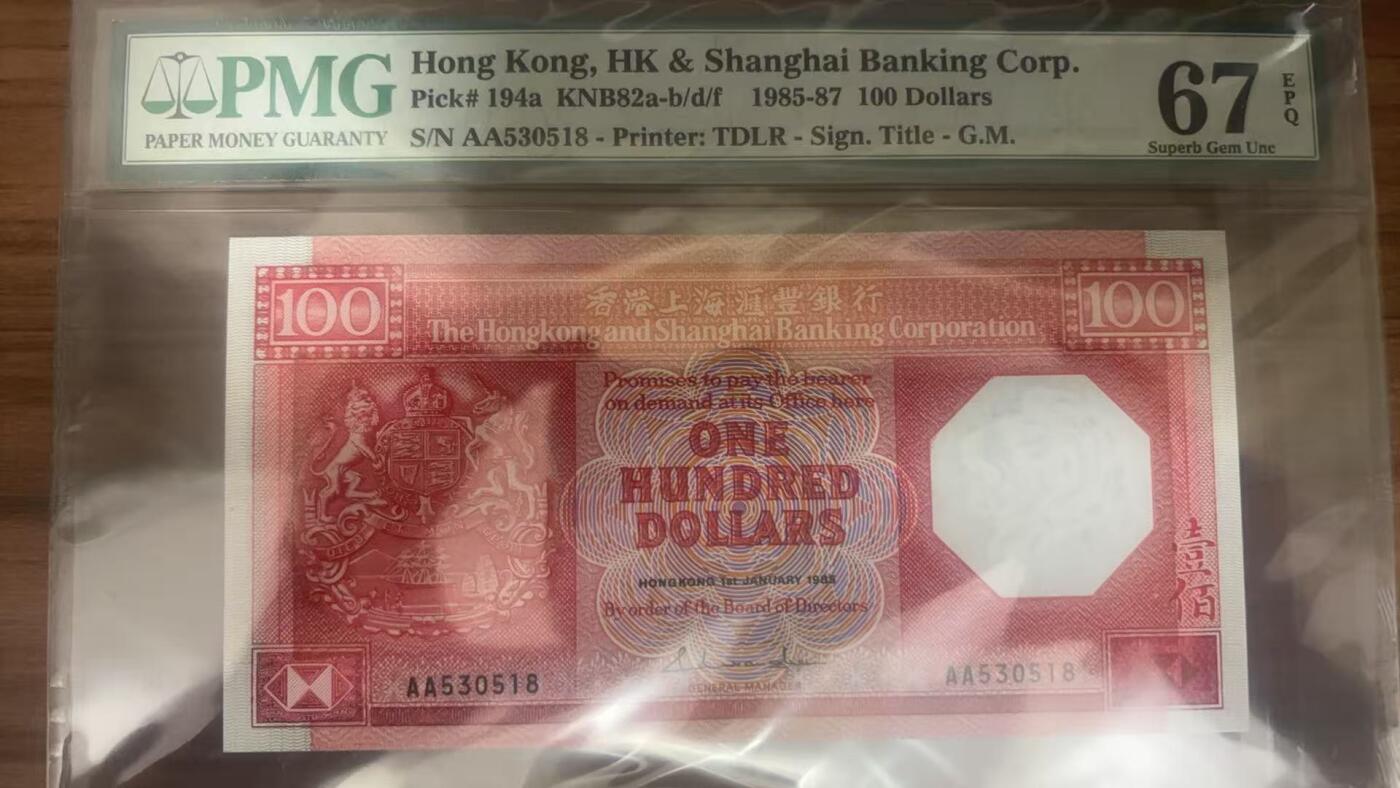 PMG
PAPER MONEY GUARANTY
Hong Kong, HK & Shanghai Banking Corp.
Pick# 194a KNB82a-b/d/f 1985-87 100 Dollars
S/N AA530518 - Printer: TDLR - Sign. Title - G.M.
67
EPQ
Superb Gem Unc
100
香港上海滙豐銀行
100
The Hongkong and Shanghai Banking Corporation
Promises to pay the bearer
on demand at its Office here
ONE
HUNDRED
DOLLARS
HONGKONG 1st JANUARY 1985
By order of the Board of Directors
壹佰
AA530518
AA530518
GENERAL MANAGER